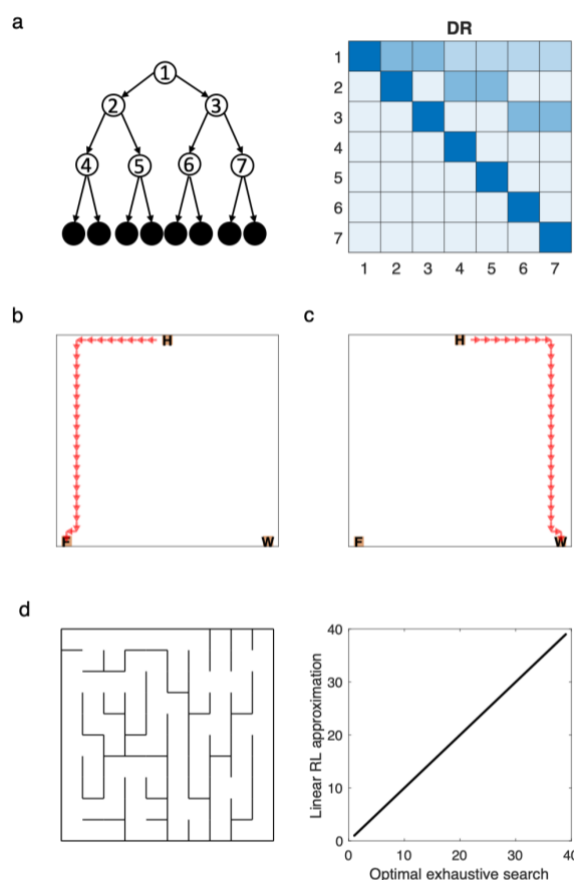 a
1
2
3
4
5
6
7
DR
1
2
3
4
5
6
7
1 2 3 4 5 6 7
b
H
F
W
c
H
F
W
d
Linear RL approximation
40
30
20
10
0
0 10 20 30 40
Optimal exhaustive search